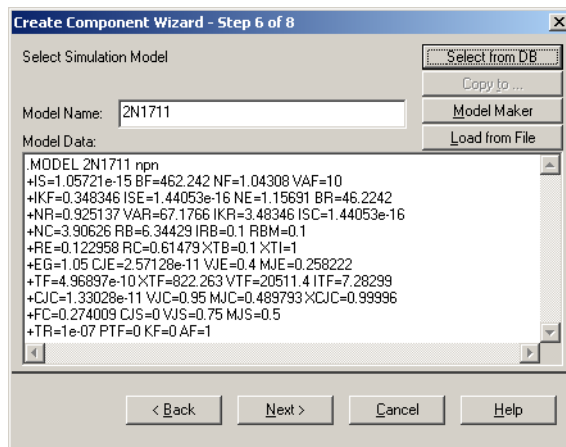 Create Component Wizard - Step 6 of 8
Select Simulation Model
Select from DB
Copy to ...
Model Name: 2N1711
Model Maker
Model Data:
Load from File
.MODEL 2N1711 npn
+IS=1.05721e-15 BF=462.242 NF=1.04308 VAF=10
+IKF=0.348346 ISE=1.44053e-16 NE=1.15691 BR=46.2242
+NR=0.925137 VAR=67.1766 IKR=3.48346 ISC=1.44053e-16
+NC=3.90626 RB=6.34429 IRB=0.1 RBM=0.1
+RE=0.122958 RC=0.61479 XTB=0.1 XTI=1
+EG=1.05 CJE=2.57128e-11 VJE=0.4 MJE=0.258222
+TF=4.96897e-10 XTF=822.263 VTF=20511.4 ITF=7.28299
+CJC=1.33028e-11 VJC=0.95 MJC=0.489793 XCJC=0.99996
+FC=0.274009 CJS=0 VJS=0.75 MJS=0.5
+TR=1e-07 PTF=0 KF=0 AF=1
< Back
Next >
Cancel
Help